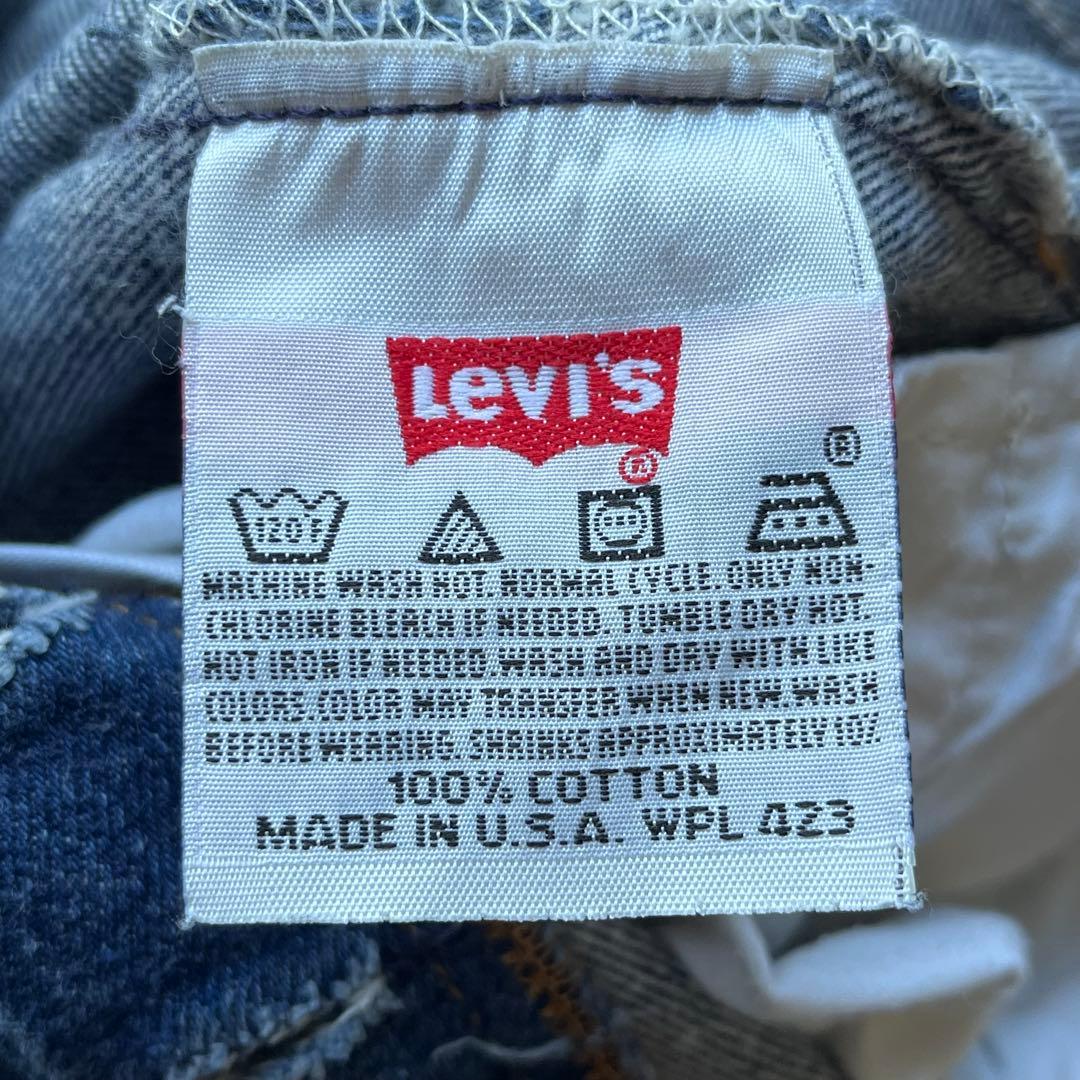 LEVI'S
®
®
120°F
MACHINE WASH HOT NORMAL CYCLE. ONLY NON-
CHLORINE BLEACH IF NEEDED. TUMBLE DRY HOT.
HOT IRON IF NEEDED. WASH AND DRY WITH LIKE
COLORS. COLOR MAY TRANSFER WHEN NEW. WASH
BEFORE WEARING. SHRINKS APPROXIMATELY 10%.
100% COTTON
MADE IN U.S.A. WPL 423